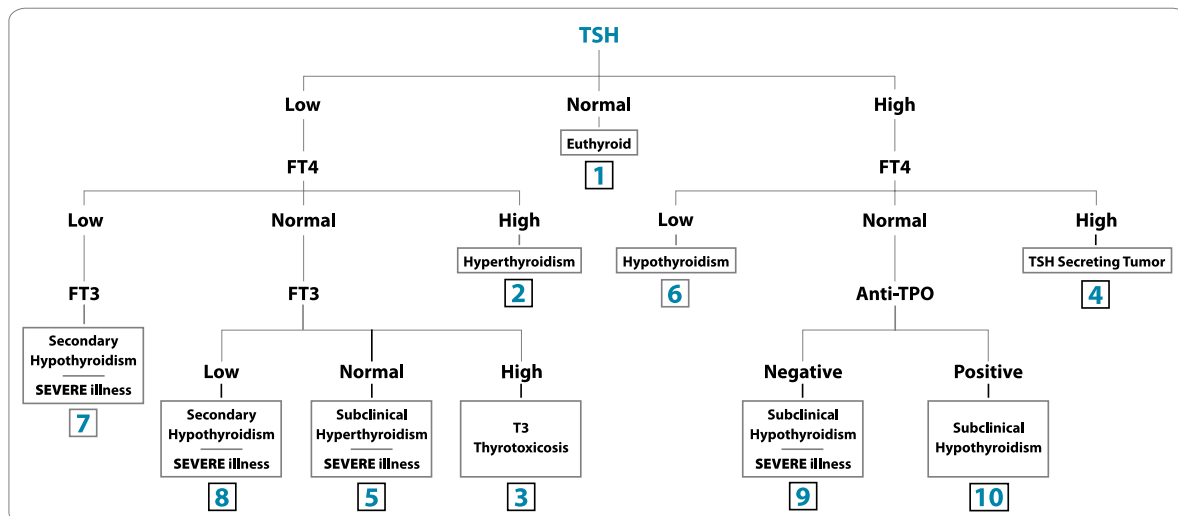 TSH
Low
Normal
High
Euthyroid
1
FT4
FT4
Low
Normal
High
Low
Normal
High
Hyperthyroidism
2
Hypothyroidism
6
TSH Secreting Tumor
4
FT3
FT3
Anti-TPO
Secondary
Hypothyroidism
SEVERE illness
7
Low
Normal
High
Negative
Positive
Secondary
Hypothyroidism
SEVERE illness
8
Subclinical
Hyperthyroidism
SEVERE illness
5
T3
Thyrotoxicosis
3
Subclinical
Hypothyroidism
SEVERE illness
9
Subclinical
Hypothyroidism
10